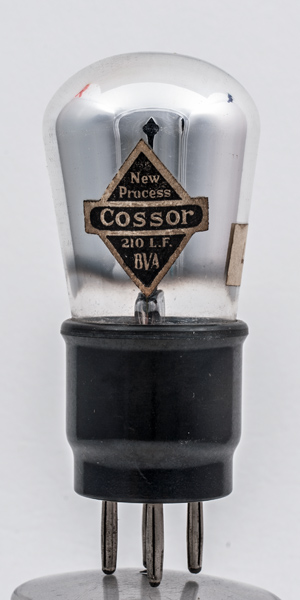 New
Process
Cossor
210 L.F.
BVA